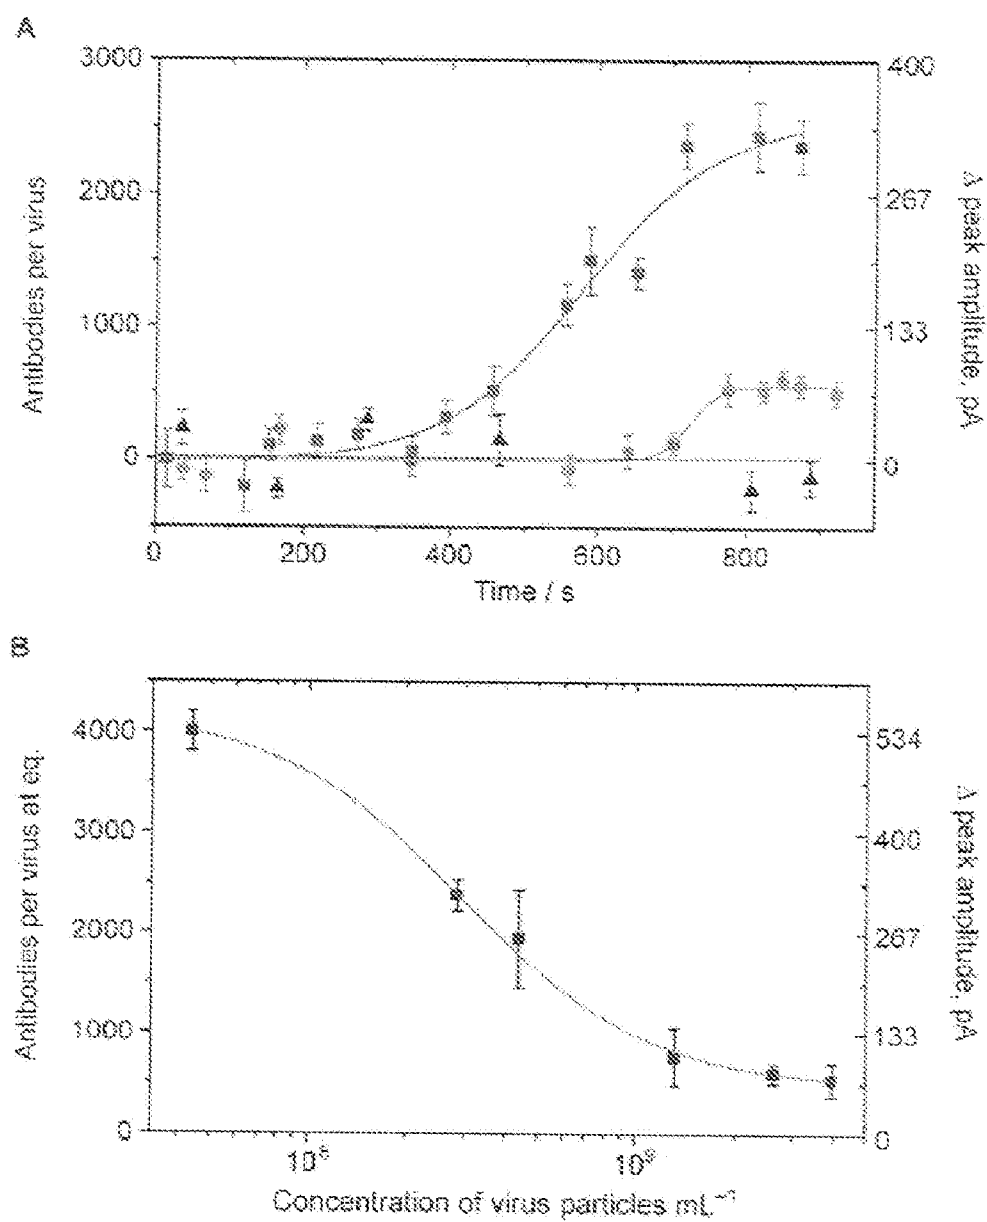 A
3000
2000
1000
0
400
267
133
0
Antibodies per virus
Δ peak amplitude, pA
0 200 400 600 800
Time / s
B
4000
3000
2000
1000
0
534
400
267
133
0
Antibodies per virus at eq.
Δ peak amplitude, pA
10⁸ 10⁹
Concentration of virus particles mL⁻¹